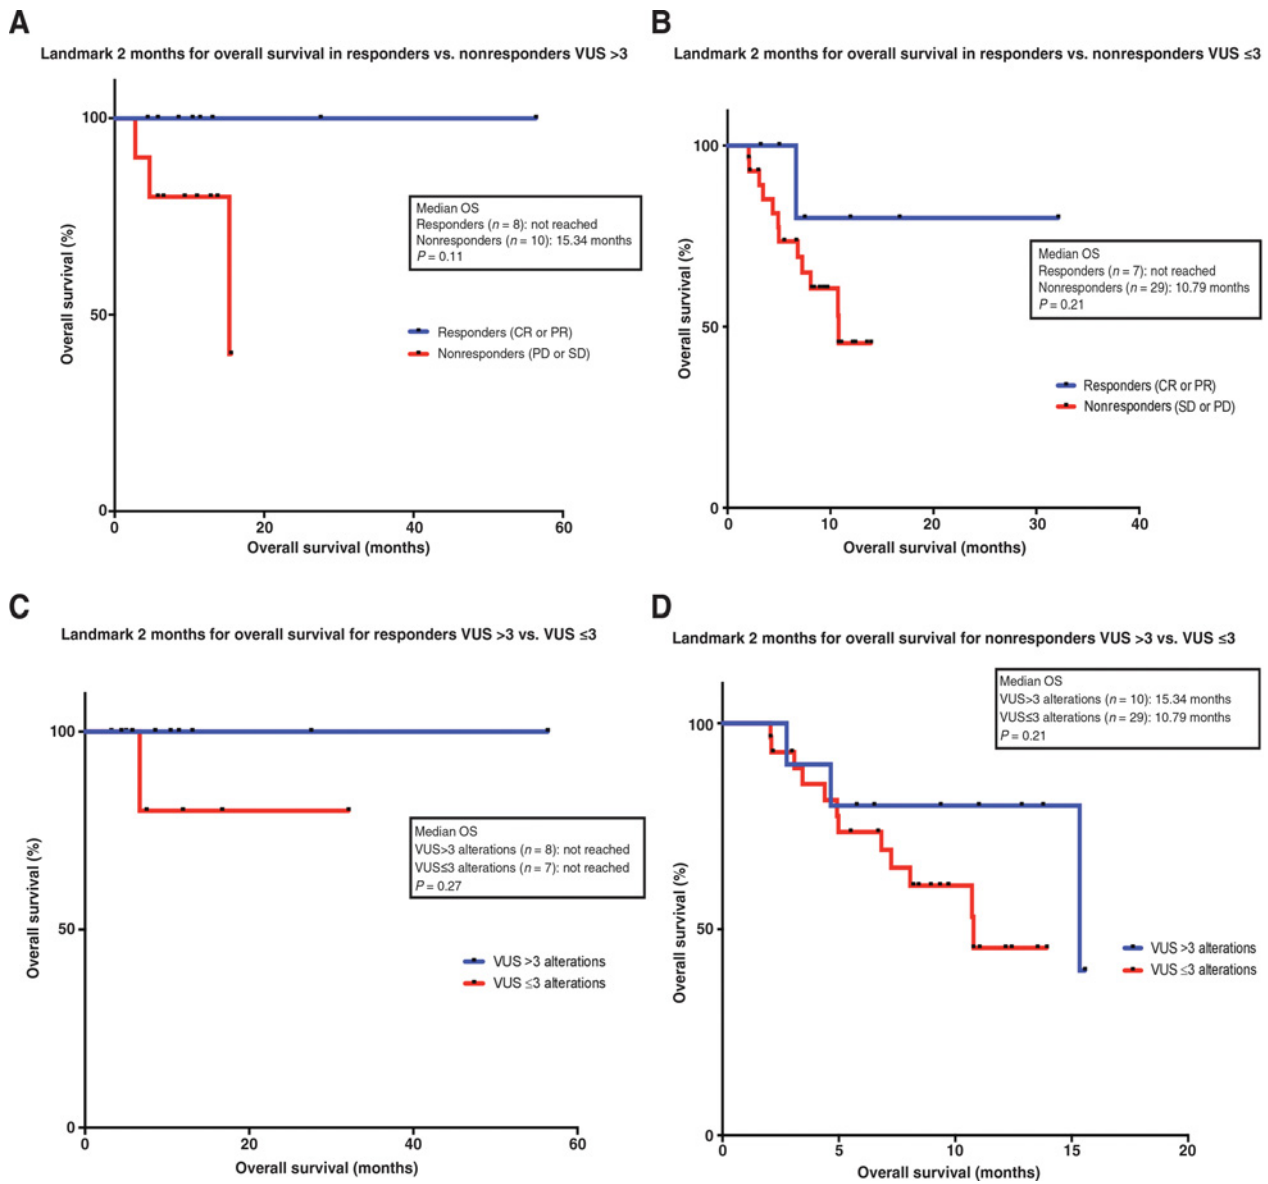 A
Landmark 2 months for overall survival in responders vs. nonresponders VUS >3
Overall survival (%)
100
50
0
0 20 40 60
Overall survival (months)
Median OS
Responders (n = 8): not reached
Nonresponders (n = 10): 15.34 months
P = 0.11
Responders (CR or PR)
Nonresponders (PD or SD)
B
Landmark 2 months for overall survival in responders vs. nonresponders VUS ≤3
Overall survival (%)
100
50
0
0 10 20 30 40
Overall survival (months)
Median OS
Responders (n = 7): not reached
Nonresponders (n = 29): 10.79 months
P = 0.21
Responders (CR or PR)
Nonresponders (SD or PD)
C
Landmark 2 months for overall survival for responders VUS >3 vs. VUS ≤3
Overall survival (%)
100
50
0
0 20 40 60
Overall survival (months)
Median OS
VUS>3 alterations (n = 8): not reached
VUS≤3 alterations (n = 7): not reached
P = 0.27
VUS >3 alterations
VUS ≤3 alterations
D
Landmark 2 months for overall survival for nonresponders VUS >3 vs. VUS ≤3
Overall survival (%)
100
50
0
0 5 10 15 20
Overall survival (months)
Median OS
VUS>3 alterations (n = 10): 15.34 months
VUS≤3 alterations (n = 29): 10.79 months
P = 0.21
VUS >3 alterations
VUS ≤3 alterations